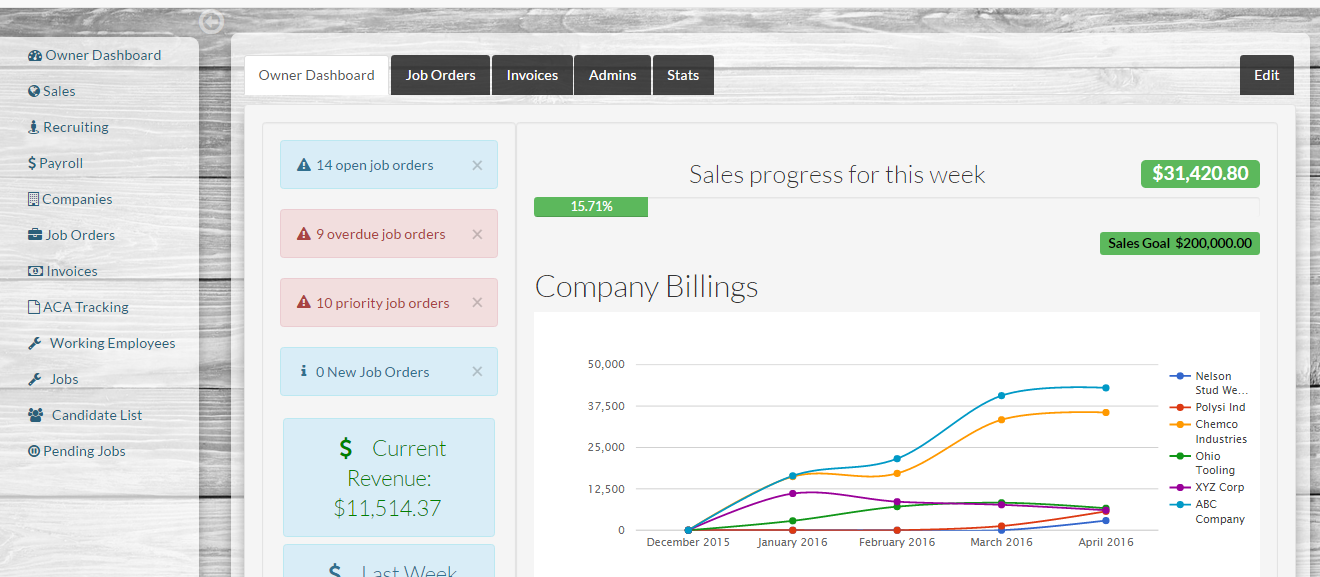 Owner Dashboard
Sales
Recruiting
Payroll
Companies
Job Orders
Invoices
ACA Tracking
Working Employees
Jobs
Candidate List
Pending Jobs
Owner Dashboard
Job Orders
Invoices
Admins
Stats
Edit
14 open job orders ×
9 overdue job orders ×
10 priority job orders ×
0 New Job Orders ×
$ Current
Revenue:
$11,514.37
$ Last Week
Sales progress for this week
$31,420.80
15.71%
Sales Goal $200,000.00
Company Billings
50,000
37,500
25,000
12,500
0
December 2015
January 2016
February 2016
March 2016
April 2016
Nelson
Stud We...
Polysi Ind
Chemco
Industries
Ohio
Tooling
XYZ Corp
ABC
Company